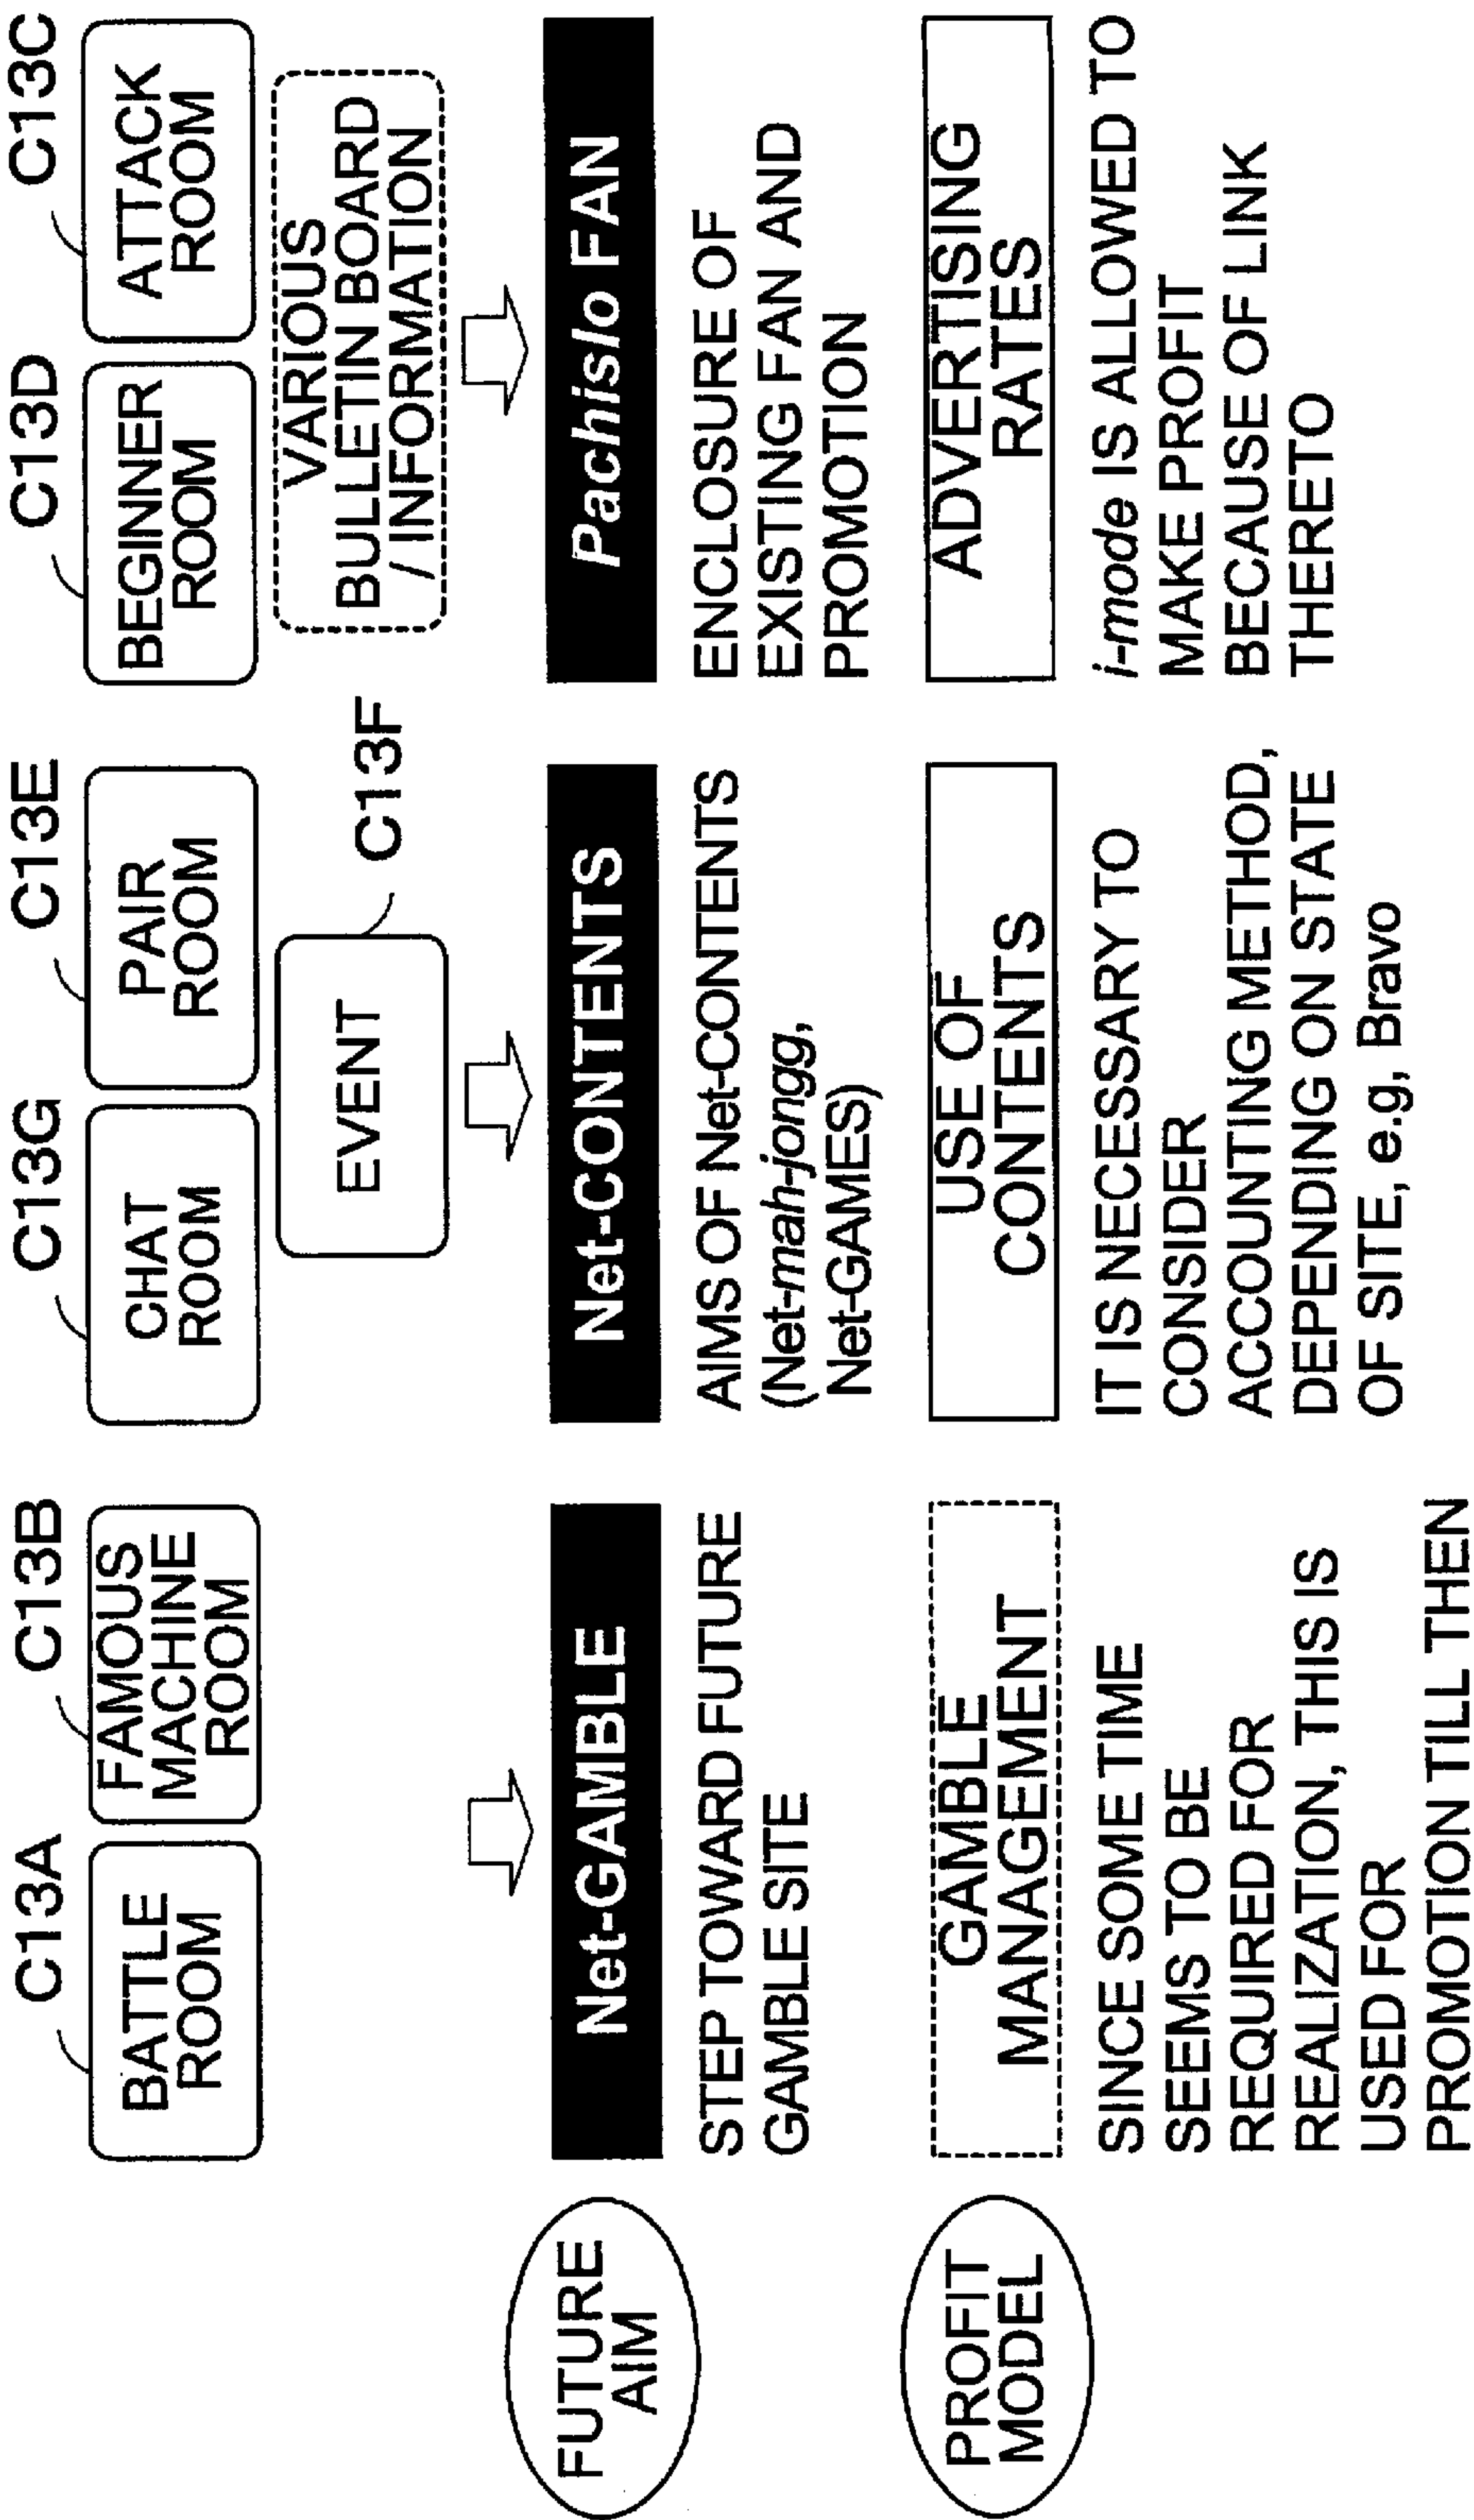 C13A
C13B
BATTLE
ROOM
FAMOUS
MACHINE
ROOM
C13G
C13E
CHAT
ROOM
PAIR
ROOM
EVENT
C13F
C13D
C13C
BEGINNER
ROOM
ATTACK
ROOM
VARIOUS
BULLETIN BOARD
/INFORMATION
FUTURE
AIM
Net-GAMBLE
STEP TOWARD FUTURE
GAMBLE SITE
Net-CONTENTS
AIMS OF Net-CONTENTS
(Net-mah-jongg,
Net-GAMES)
Pachislo FAN
ENCLOSURE OF
EXISTING FAN AND
PROMOTION
PROFIT
MODEL
GAMBLE
MANAGEMENT
SINCE SOME TIME
SEEMS TO BE
REQUIRED FOR
REALIZATION, THIS IS
USED FOR
PROMOTION TILL THEN
USE OF
CONTENTS
IT IS NECESSARY TO
CONSIDER
ACCOUNTING METHOD,
DEPENDING ON STATE
OF SITE, e.g, Bravo
ADVERTISING
RATES
i-mode IS ALLOWED TO
MAKE PROFIT
BECAUSE OF LINK
THERETO